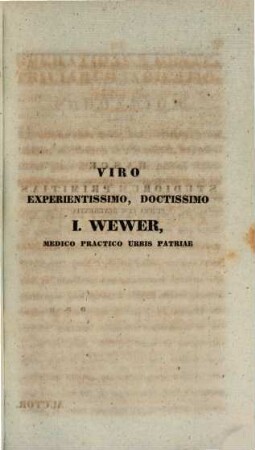 VIRO
EXPERIENTISSIMO, DOCTISSIMO
I. WEWER,
MEDICO PRACTICO URBIS PATRIAE